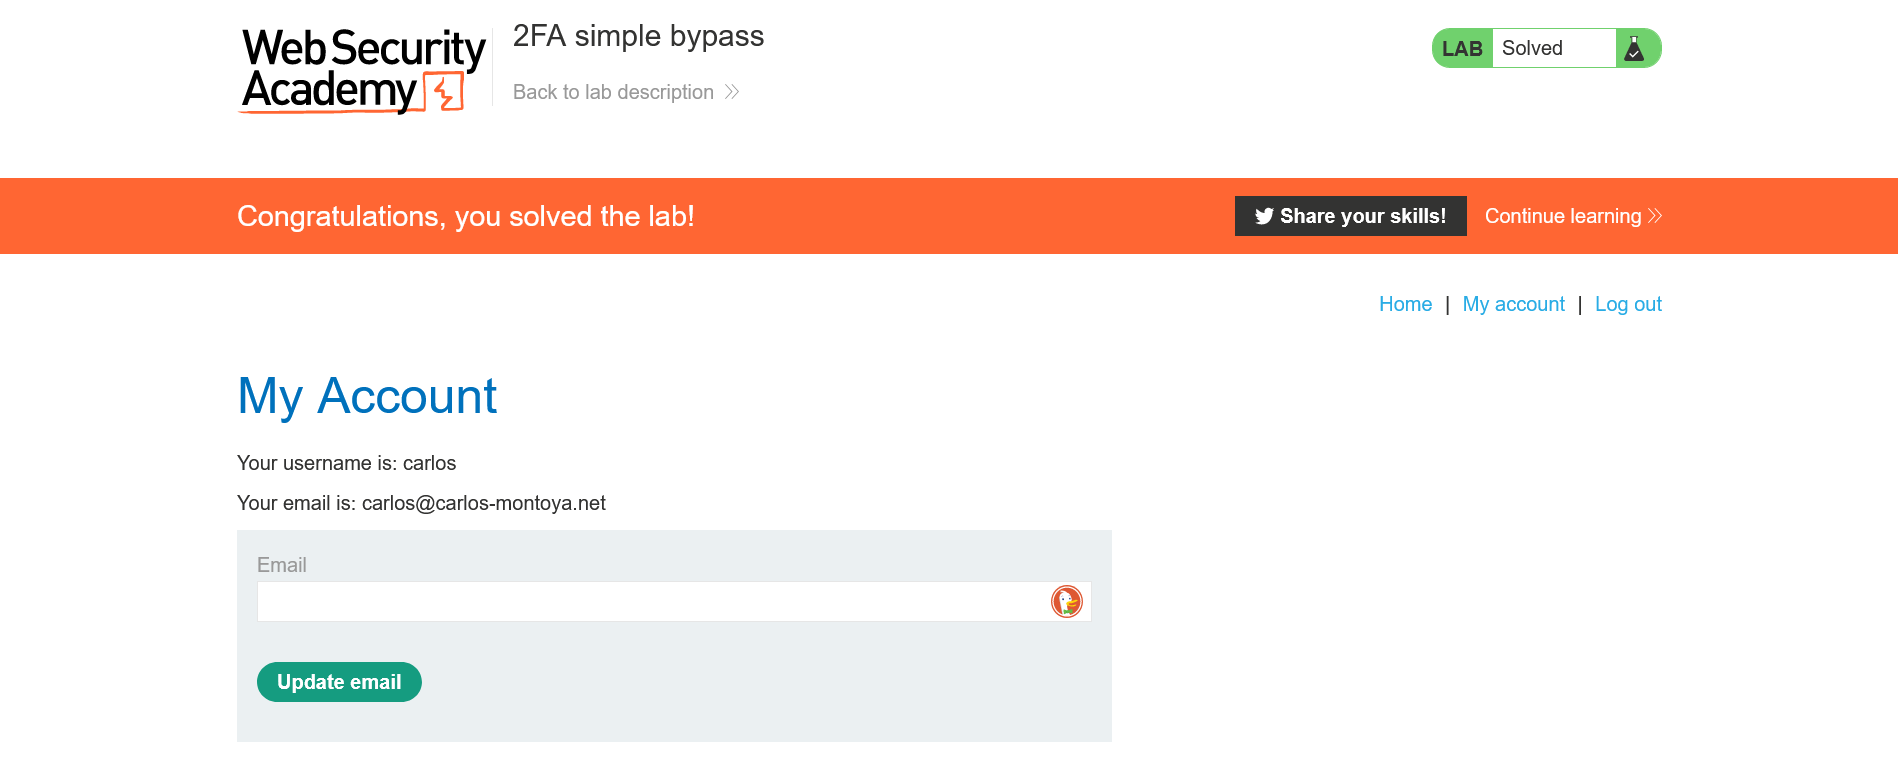 Web Security
Academy
2FA simple bypass
Back to lab description
LAB Solved
Congratulations, you solved the lab!
Share your skills!
Continue learning
Home | My account | Log out
My Account
Your username is: carlos
Your email is: carlos@carlos-montoya.net
Email
Update email